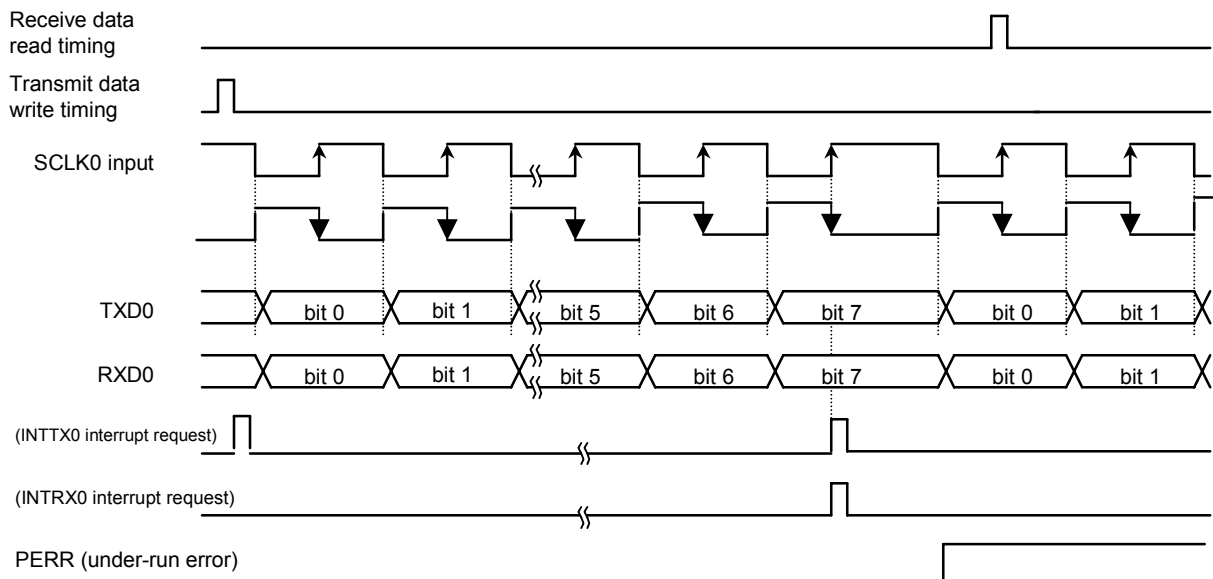 Receive data
read timing
Transmit data
write timing
SCLK0 input
TXD0
bit 0 bit 1 bit 5 bit 6 bit 7 bit 0 bit 1
RXD0
bit 0 bit 1 bit 5 bit 6 bit 7 bit 0 bit 1
(INTTX0 interrupt request)
(INTRX0 interrupt request)
PERR (under-run error)